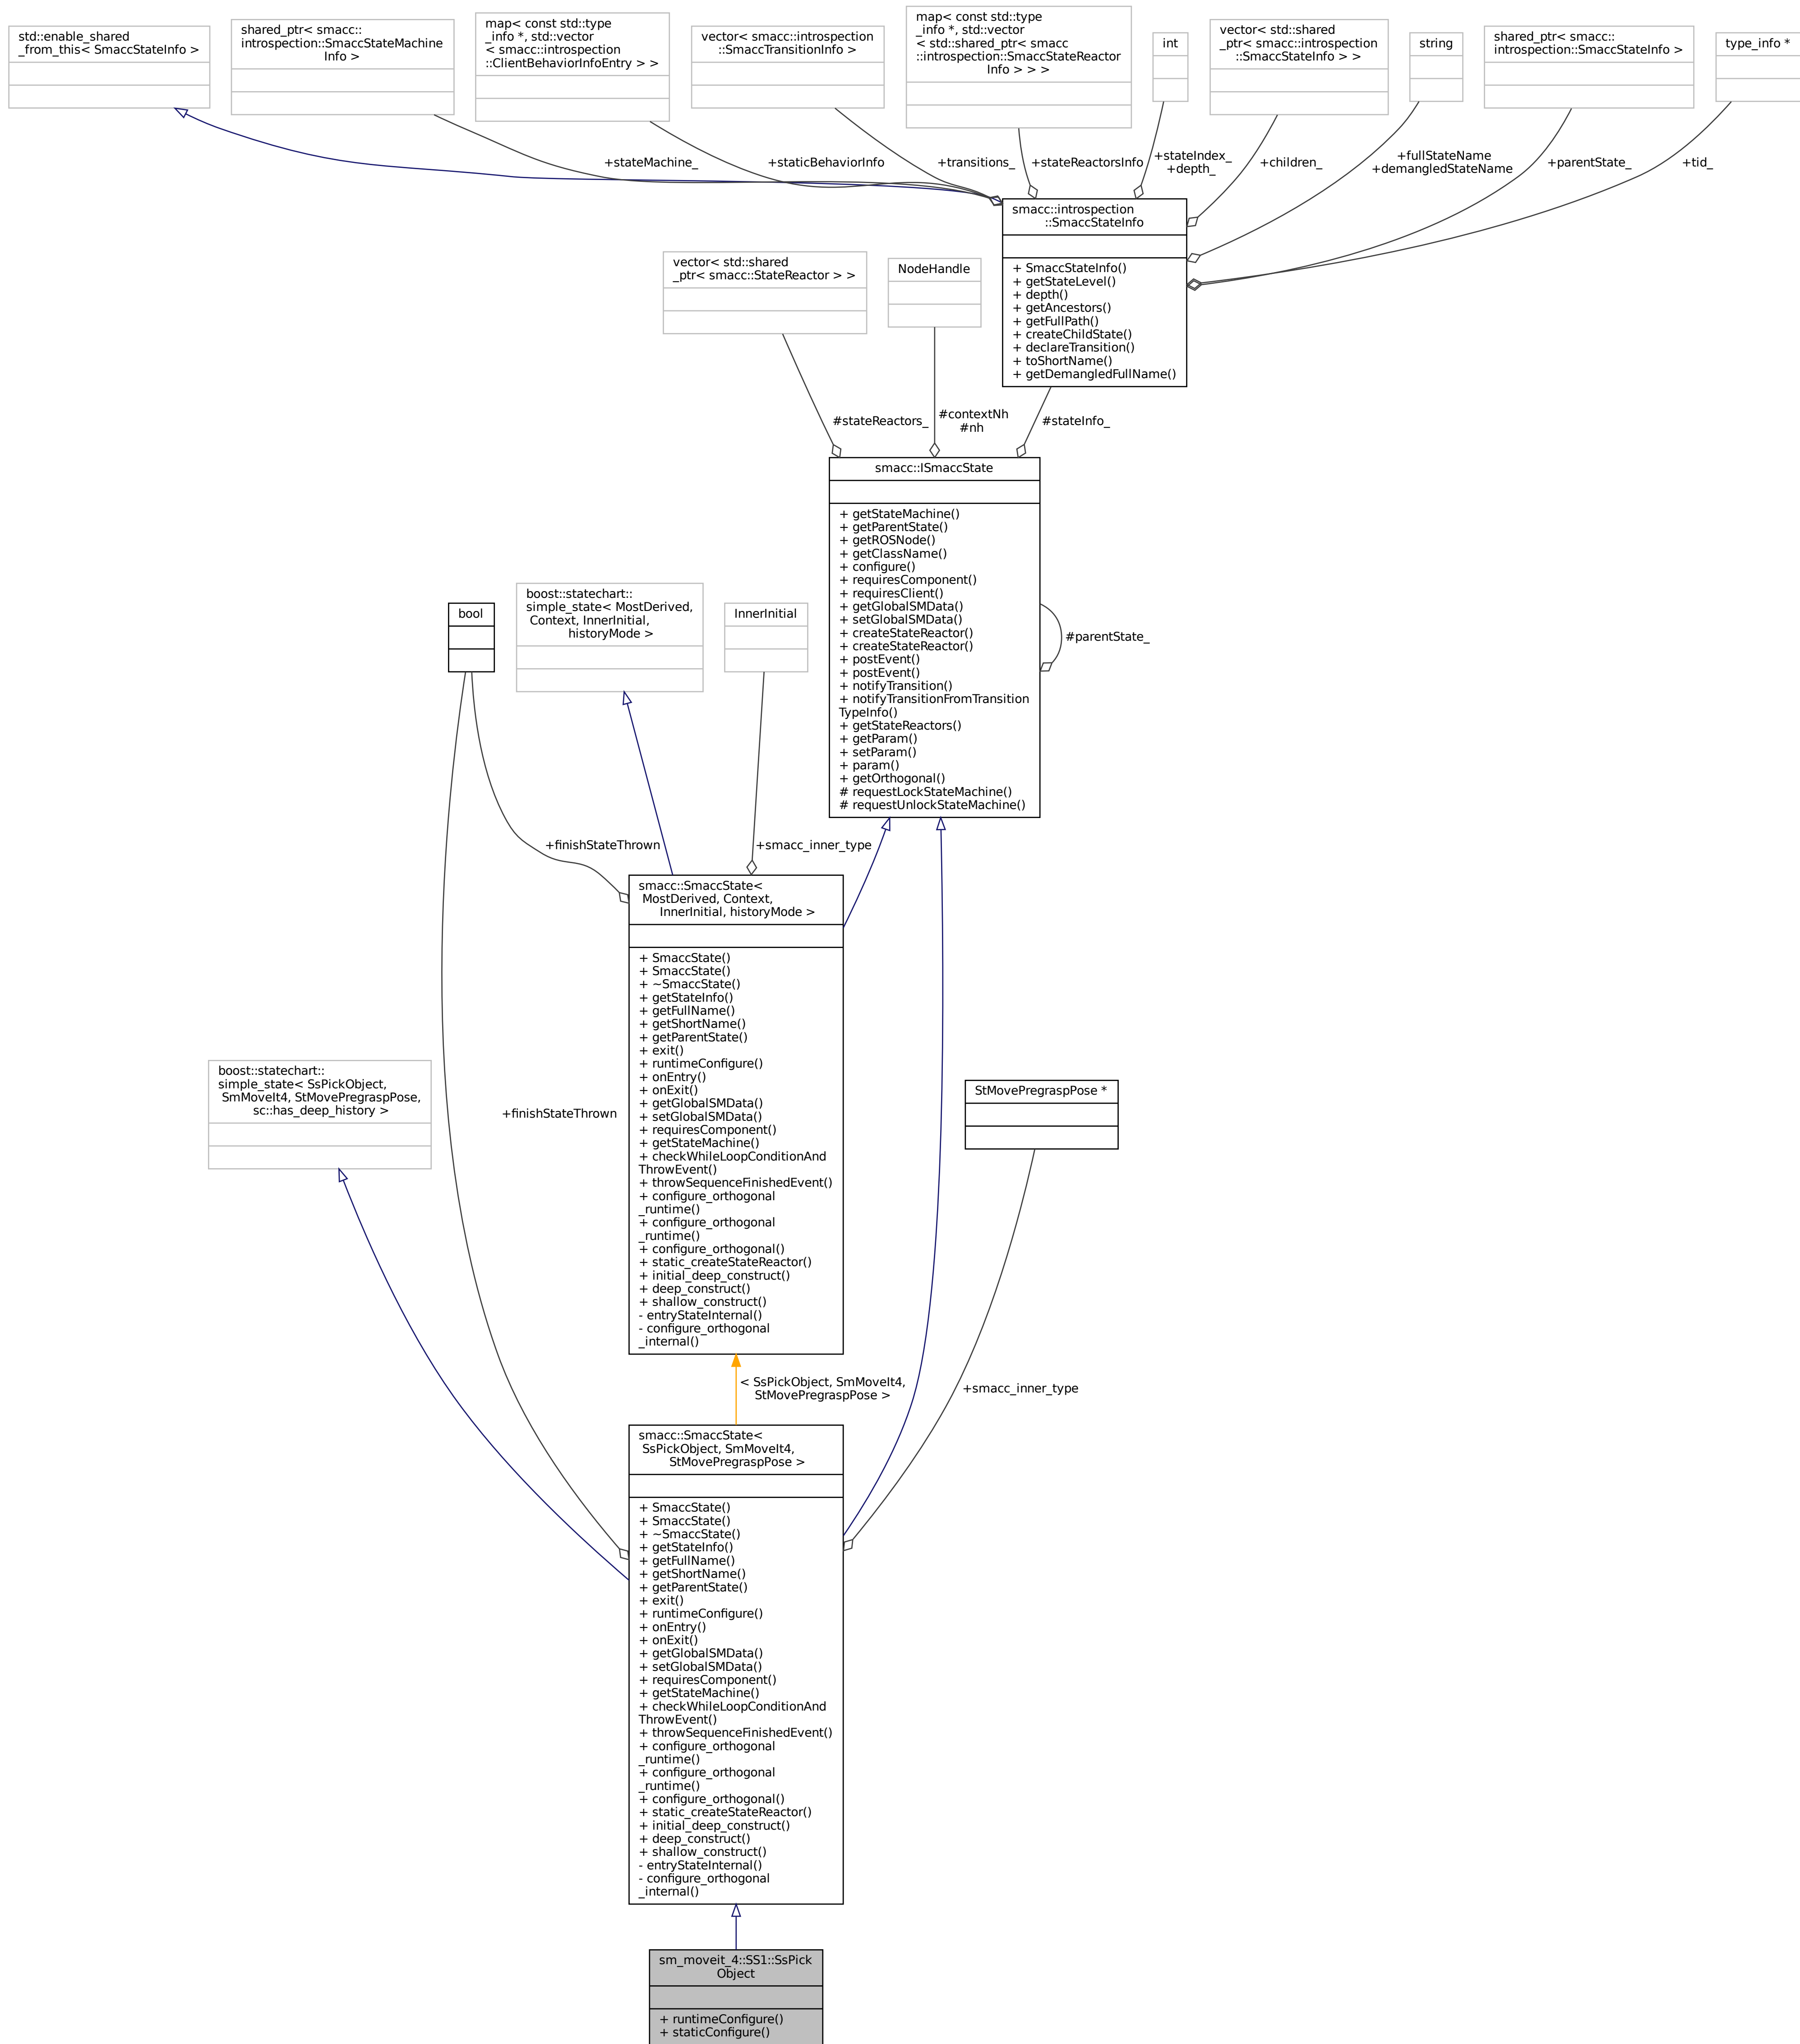 std::enable_shared
_from_this< SmaccStateInfo >
shared_ptr< smacc::
introspection::SmaccStateMachine
Info >
map< const std::type
_info *, std::vector
< smacc::introspection
::ClientBehaviorInfoEntry > >
vector< smacc::introspection
::SmaccTransitionInfo >
map< const std::type
_info *, std::vector
< std::shared_ptr< smacc
::introspection::SmaccStateReactor
Info > > >
int
vector< std::shared
_ptr< smacc::introspection
::SmaccStateInfo > >
string
shared_ptr< smacc::
introspection::SmaccStateInfo >
type_info *
+stateMachine_
+staticBehaviorInfo
+transitions_
+stateReactorsInfo
+stateIndex_
+depth_
+children_
+fullStateName
+demangledStateName
+parentState_
+tid_
smacc::introspection
::SmaccStateInfo
+ SmaccStateInfo()
+ getStateLevel()
+ depth()
+ getAncestors()
+ getFullPath()
+ createChildState()
+ declareTransition()
+ toShortName()
+ getDemangledFullName()
vector< std::shared
_ptr< smacc::StateReactor > >
NodeHandle
#stateReactors_
#contextNh
#nh
#stateInfo_
smacc::ISmaccState
+ getStateMachine()
+ getParentState()
+ getROSNode()
+ getClassName()
+ configure()
+ requiresComponent()
+ requiresClient()
+ getGlobalSMData()
+ setGlobalSMData()
+ createStateReactor()
+ createStateReactor()
+ postEvent()
+ postEvent()
+ notifyTransition()
+ notifyTransitionFromTransition
TypeInfo()
+ getStateReactors()
+ getParam()
+ setParam()
+ param()
+ getOrthogonal()
# requestLockStateMachine()
# requestUnlockStateMachine()
#parentState_
bool
boost::statechart::
simple_state< MostDerived,
Context, InnerInitial,
historyMode >
InnerInitial
+finishStateThrown
+smacc_inner_type
smacc::SmaccState<
MostDerived, Context,
InnerInitial, historyMode >
+ SmaccState()
+ SmaccState()
+ ~SmaccState()
+ getStateInfo()
+ getFullName()
+ getShortName()
+ getParentState()
+ exit()
+ runtimeConfigure()
+ onEntry()
+ onExit()
+ getGlobalSMData()
+ setGlobalSMData()
+ requiresComponent()
+ getStateMachine()
+ checkWhileLoopConditionAnd
ThrowEvent()
+ throwSequenceFinishedEvent()
+ configure_orthogonal
_runtime()
+ configure_orthogonal
_runtime()
+ configure_orthogonal()
+ static_createStateReactor()
+ initial_deep_construct()
+ deep_construct()
+ shallow_construct()
- entryStateInternal()
- configure_orthogonal
_internal()
boost::statechart::
simple_state< SsPickObject,
SmMoveIt4, StMovePregraspPose,
sc::has_deep_history >
+finishStateThrown
StMovePregraspPose *
< SsPickObject, SmMoveIt4,
StMovePregraspPose >
+smacc_inner_type
smacc::SmaccState<
SsPickObject, SmMoveIt4,
StMovePregraspPose >
+ SmaccState()
+ SmaccState()
+ ~SmaccState()
+ getStateInfo()
+ getFullName()
+ getShortName()
+ getParentState()
+ exit()
+ runtimeConfigure()
+ onEntry()
+ onExit()
+ getGlobalSMData()
+ setGlobalSMData()
+ requiresComponent()
+ getStateMachine()
+ checkWhileLoopConditionAnd
ThrowEvent()
+ throwSequenceFinishedEvent()
+ configure_orthogonal
_runtime()
+ configure_orthogonal
_runtime()
+ configure_orthogonal()
+ static_createStateReactor()
+ initial_deep_construct()
+ deep_construct()
+ shallow_construct()
- entryStateInternal()
- configure_orthogonal
_internal()
sm_moveit_4::SS1::SsPick
Object
+ runtimeConfigure()
+ staticConfigure()